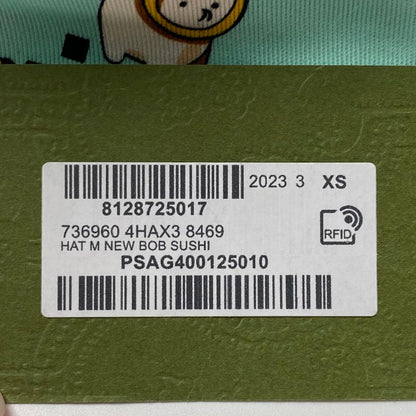 2023 3 XS
8128725017
736960 4HAX3 8469
RFID
HAT M NEW BOB SUSHI
PSAG400125010